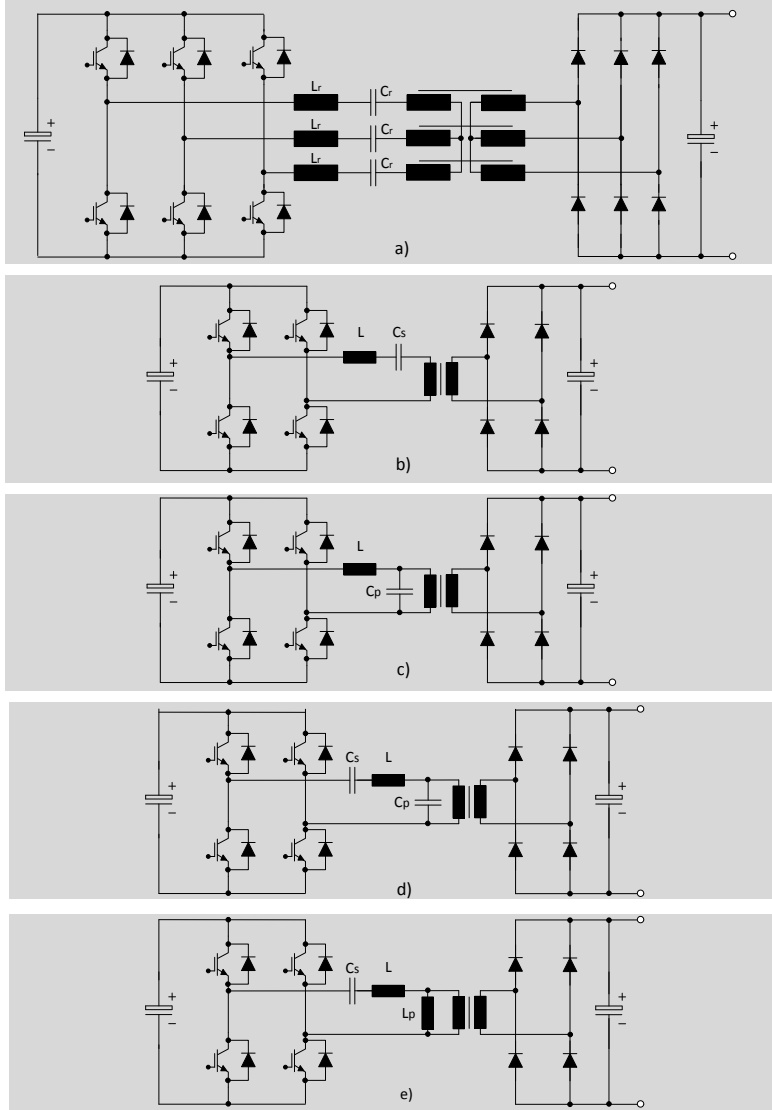 +
−
Lr
Cr
Lr
Cr
Lr
Cr
+
−
a)
+
−
L
Cs
+
−
b)
+
−
L
Cp
+
−
c)
+
−
Cs
L
Cp
+
−
d)
+
−
Cs
L
Lp
+
−
e)